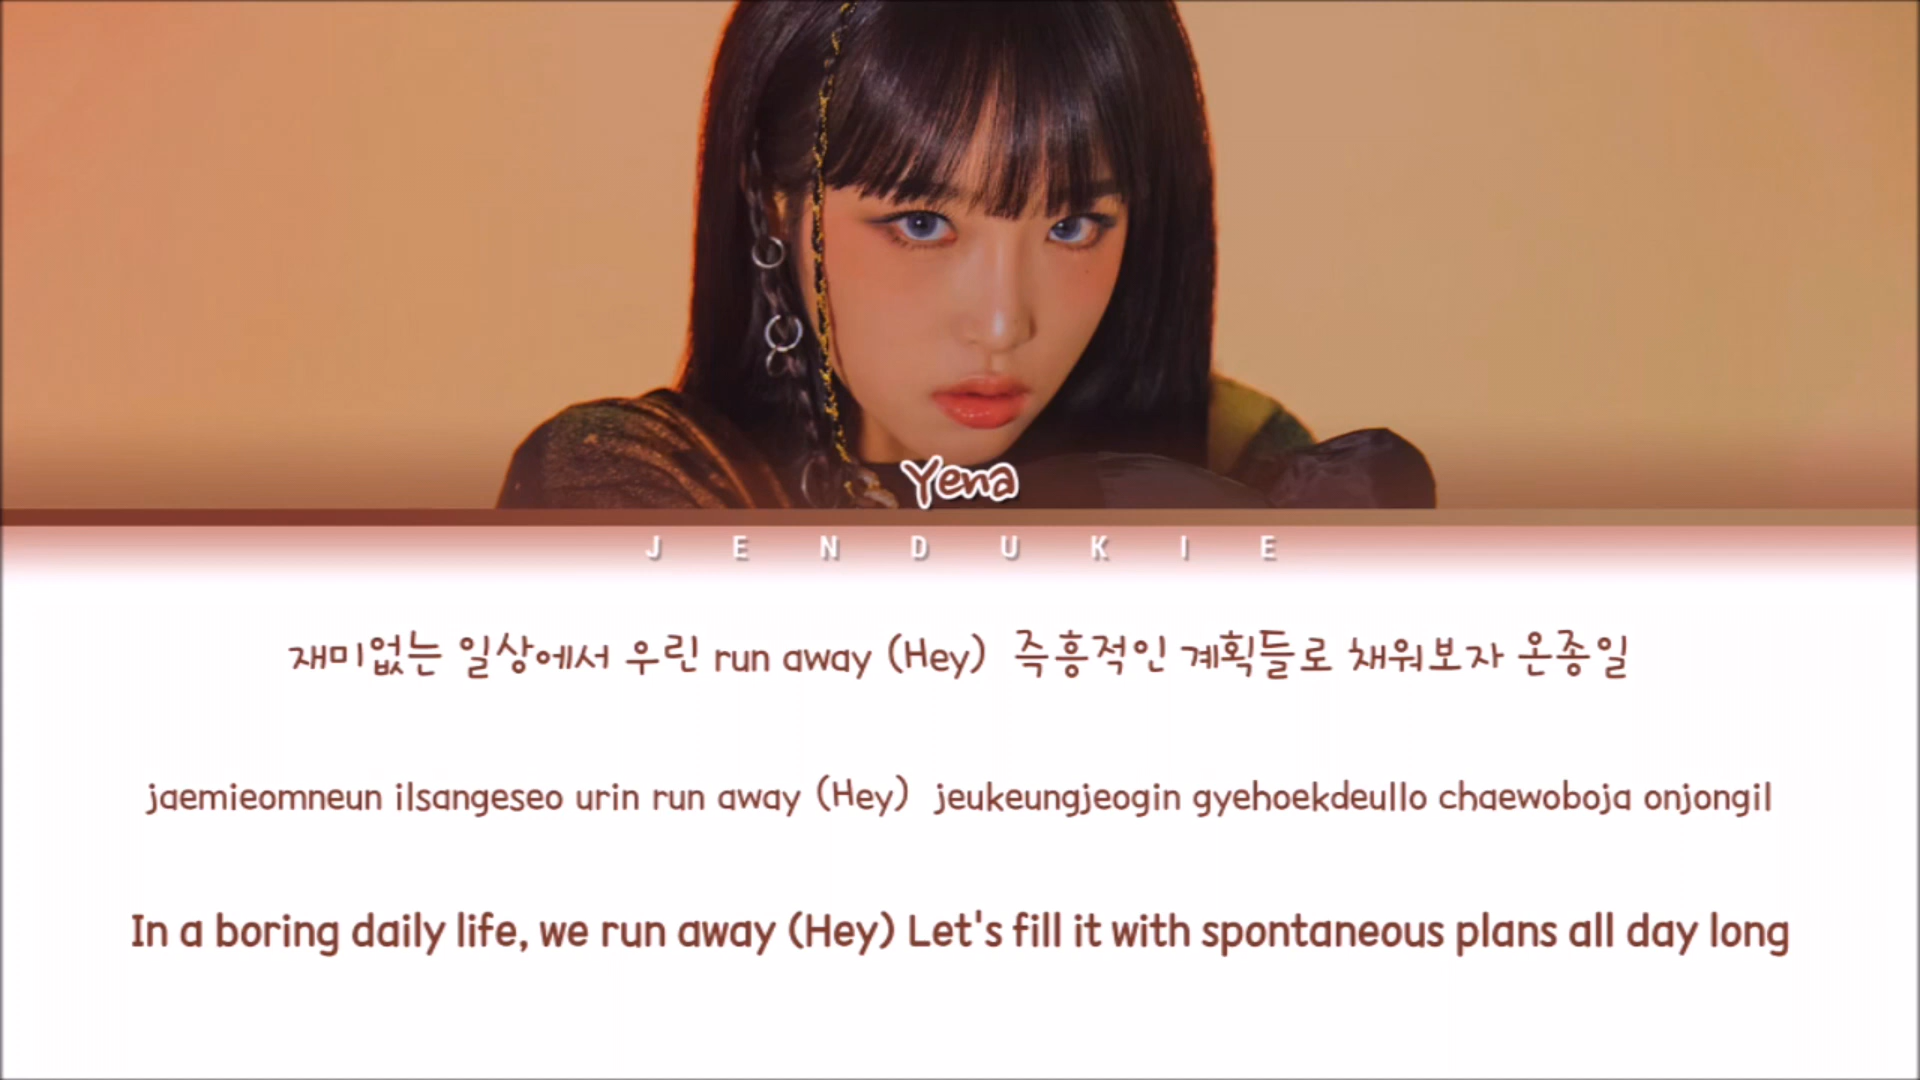 Yena
JENDUKIE
재미없는 일상에서 우린 run away (Hey) 즉흥적인 계획들로 채워보자 온종일
jaemieomneun ilsangeseo urin run away (Hey) jeukeungjeogin gyehoekdeullo chaewoboja onjongil
In a boring daily life, we run away (Hey) Let's fill it with spontaneous plans all day long